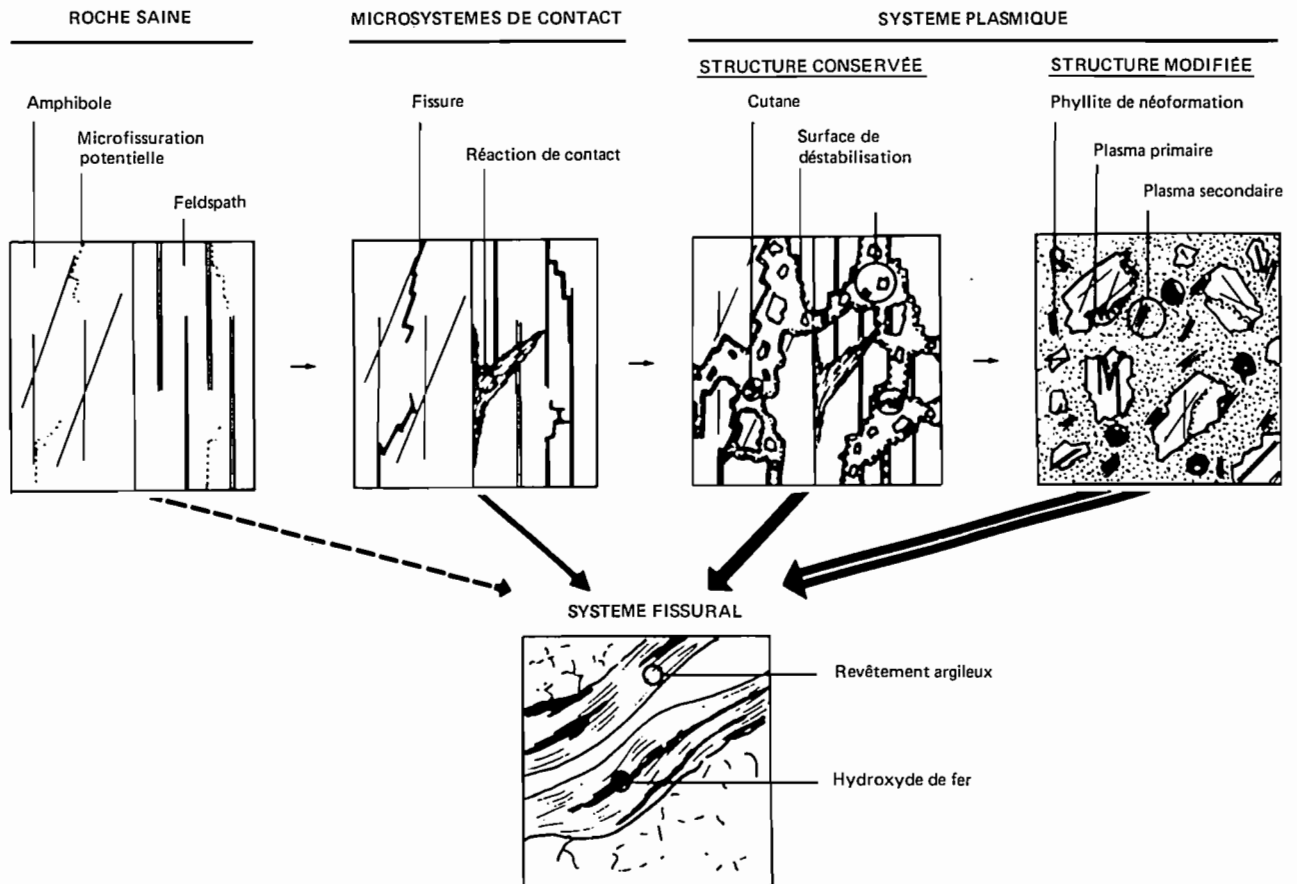 ROCHE SAINE
MICROSYSTEMES DE CONTACT
SYSTEME PLASMIQUE
STRUCTURE CONSERVÉE
STRUCTURE MODIFIÉE
Amphibole
Microfissuration
potentielle
Feldspath
Fissure
Réaction de contact
Cutane
Surface de
déstabilisation
Phyllite de néoformation
Plasma primaire
Plasma secondaire
SYSTEME FISSURAL
Revêtement argileux
Hydroxyde de fer